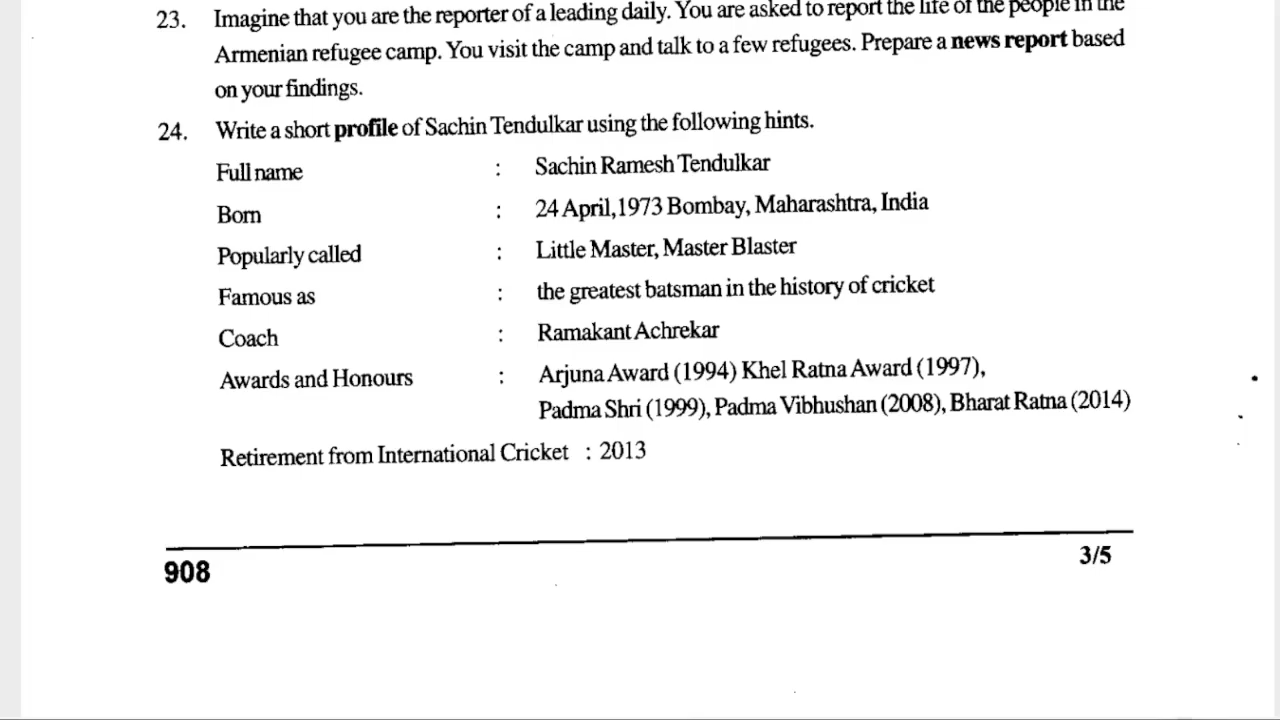 23. Imagine that you are the reporter of a leading daily. You are asked to report the life of the people in the
Armenian refugee camp. You visit the camp and talk to a few refugees. Prepare a news report based
on your findings.
24. Write a short profile of Sachin Tendulkar using the following hints.
Full name : Sachin Ramesh Tendulkar
Born : 24 April,1973 Bombay, Maharashtra, India
Popularly called : Little Master, Master Blaster
Famous as : the greatest batsman in the history of cricket
Coach : Ramakant Achrekar
Awards and Honours : Arjuna Award (1994) Khel Ratna Award (1997),
Padma Shri (1999), Padma Vibhushan (2008), Bharat Ratna (2014)
Retirement from International Cricket : 2013
908 3/5